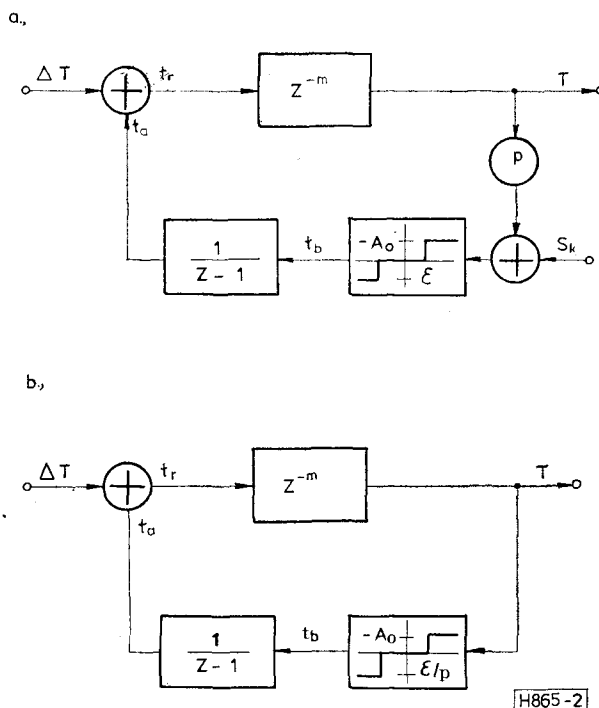 a.,
ΔT
t_r
Z^{-m}
T
t_a
p
1
Z - 1
t_b
-A_o
ε
S_k
b.,
ΔT
t_r
Z^{-m}
T
t_a
1
Z - 1
t_b
-A_o
ε/p
H865-2